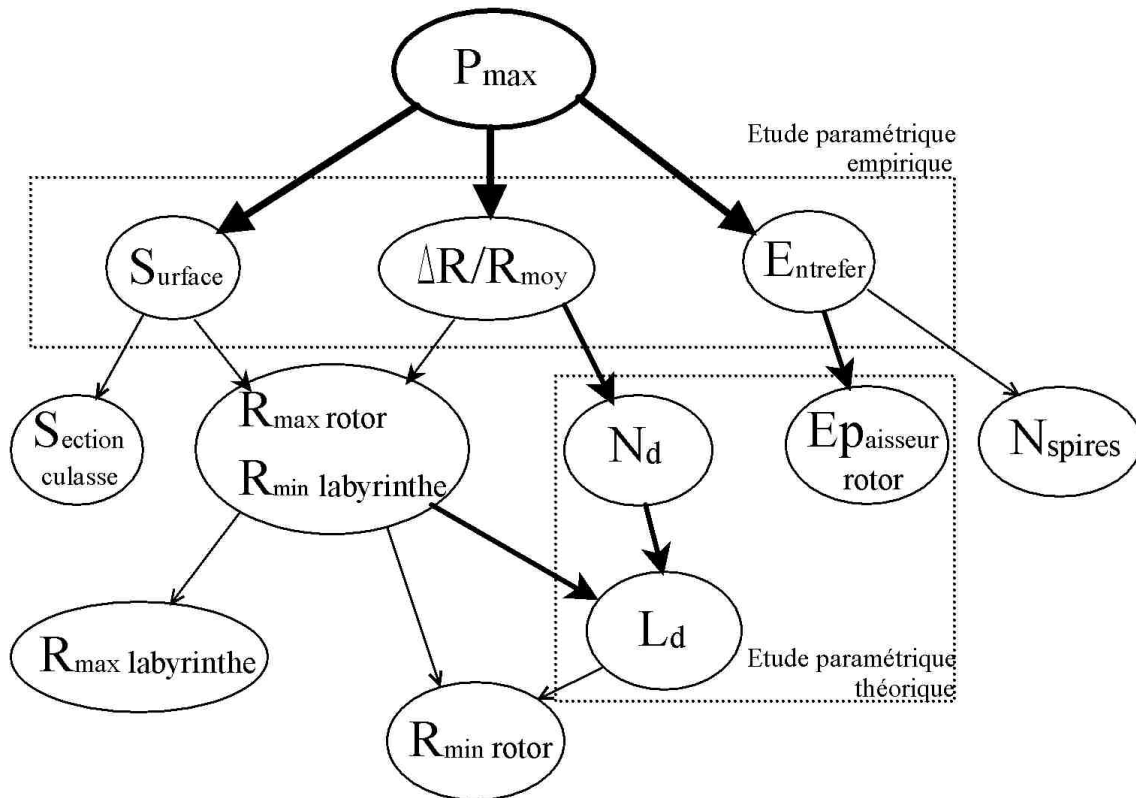 Pmax
Etude paramétrique
empirique
Surface
ΔR/Rmoy
Entrefer
Section
culasse
Rmax rotor
Rmin labyrinthe
Nd
Epaisseur
rotor
Nspires
Rmax labyrinthe
Ld
Etude paramétrique
théorique
Rmin rotor